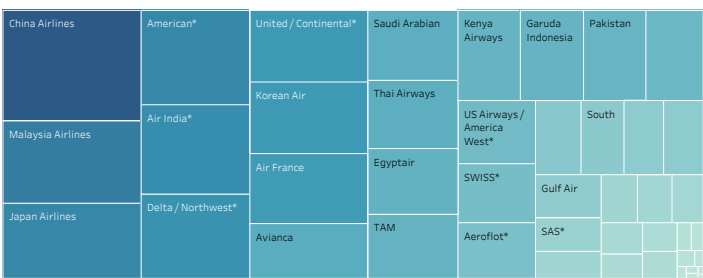 China Airlines
Malaysia Airlines
Japan Airlines
American*
Air India*
Delta / Northwest*
United / Continental*
Korean Air
Air France
Avianca
Saudi Arabian
Thai Airways
Egyptair
TAM
Kenya
Airways
Garuda
Indonesia
Pakistan
US Airways /
America
West*
South
SWISS*
Gulf Air
Aeroflot*
SAS*